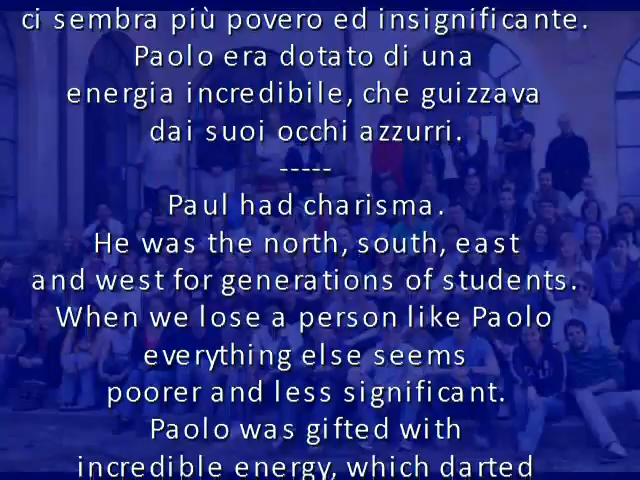 ci sembra più povero ed insignificante.
Paolo era dotato di una
energia incredibile, che guizzava
dai suoi occhi azzurri.
-----
Paul had charisma.
He was the north, south, east
and west for generations of students.
When we lose a person like Paolo
everything else seems
poorer and less significant.
Paolo was gifted with
incredible energy, which darted